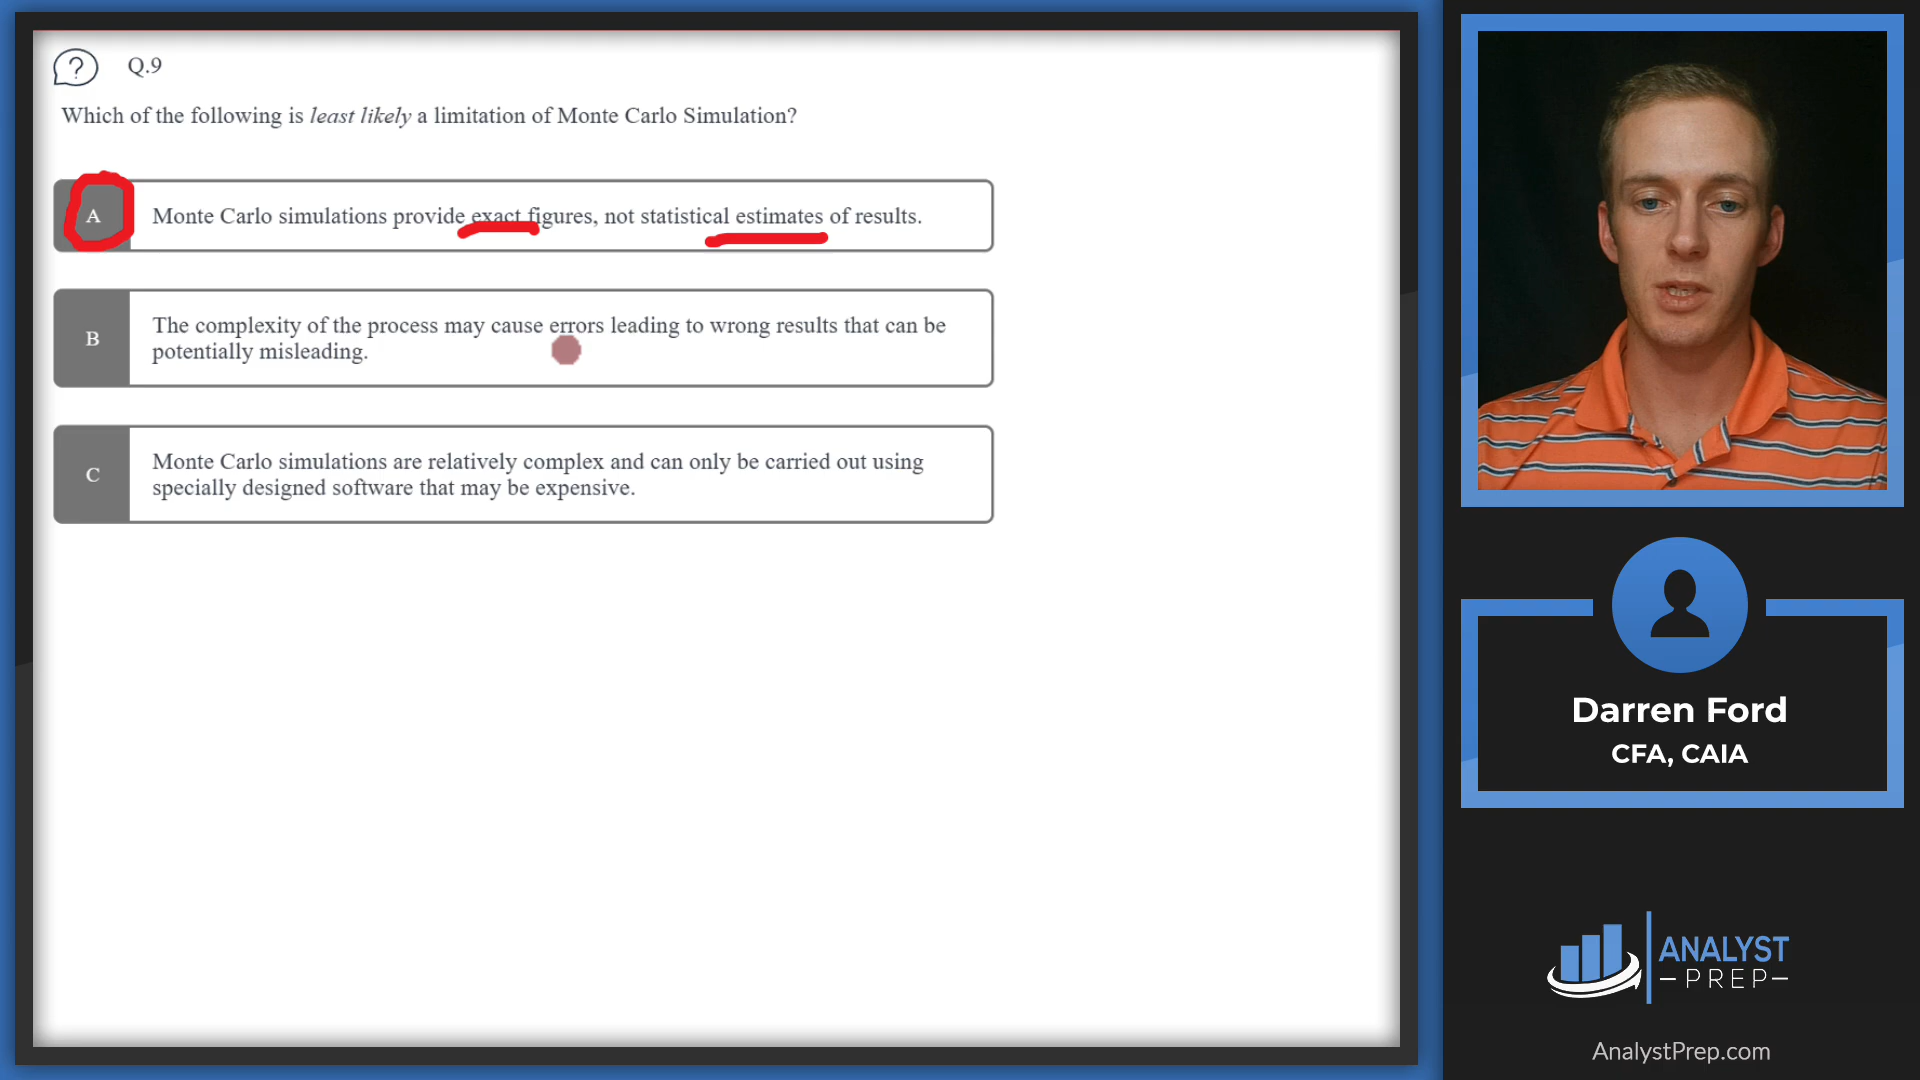 ?
Q.9
Which of the following is least likely a limitation of Monte Carlo Simulation?
A
Monte Carlo simulations provide exact figures, not statistical estimates of results.
B
The complexity of the process may cause errors leading to wrong results that can be
potentially misleading.
C
Monte Carlo simulations are relatively complex and can only be carried out using
specially designed software that may be expensive.
Darren Ford
CFA, CAIA
ANALYST
PREP
AnalystPrep.com